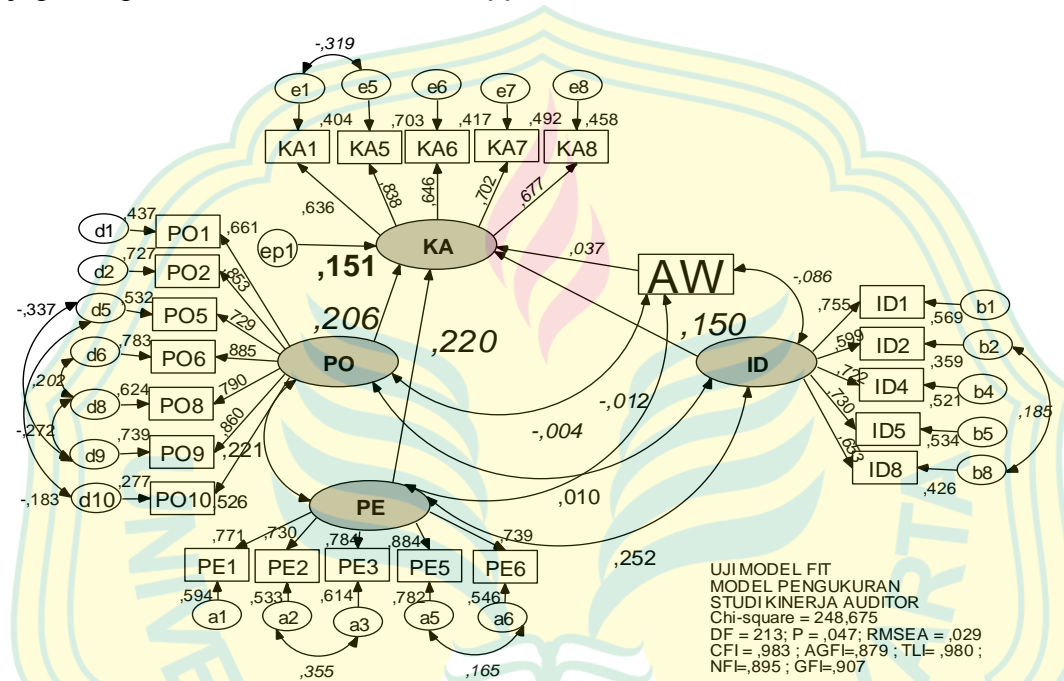 -,319
e1 e5 e6 e7 e8
,404 ,703 ,417 ,492 ,458
KA1 KA5 KA6 KA7 KA8
,636 ,838 ,646 ,702 ,677
ep1 KA ,037
,151
AW
-,086
d1 ,437 PO1 ,661
d2 ,727 PO2 ,853
-,337 d5 ,532 PO5 ,729
d6 ,783 PO6 ,885
,202 d8 ,624 PO8 ,790
-,272 d9 ,739 PO9 ,860
-,183 d10 ,277 PO10 ,526
,206 ,220 ,150
PO ID
,755 ID1 ,569 b1
,599 ID2 ,359 b2
,722 ID4 ,521 b4
,730 ID5 ,534 b5
,653 ID8 ,426 b8
,185
-,012
-,004
,221
,010
PE
,252
,771 ,730 ,784 ,884 ,739
PE1 PE2 PE3 PE5 PE6
,594 ,533 ,614 ,782 ,546
a1 a2 a3 a5 a6
,355 ,165
UJI MODEL FIT
MODEL PENGUKURAN
STUDI KINERJA AUDITOR
Chi-square = 248,675
DF = 213; P = ,047; RMSEA = ,029
CFI = ,983 ; AGFI=,879 ; TLI= ,980 ;
NFI=,895 ; GFI=,907